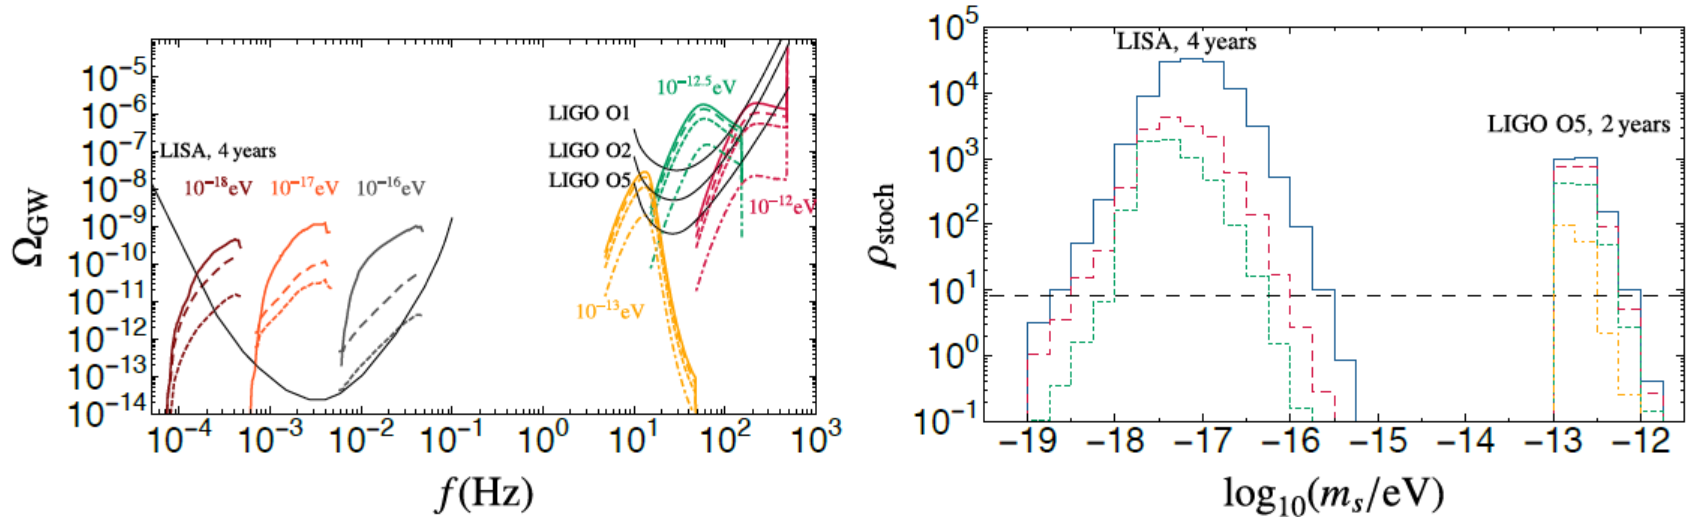 10⁻⁵
10⁻⁶
10⁻⁷
10⁻⁸
10⁻⁹
10⁻¹⁰
10⁻¹¹
10⁻¹²
10⁻¹³
10⁻¹⁴
Ω_GW
LISA, 4 years
10⁻¹⁸eV 10⁻¹⁷eV 10⁻¹⁶eV
LIGO O1
LIGO O2
LIGO O5
10⁻¹²·⁵eV
10⁻¹²eV
10⁻¹³eV
10⁻⁴ 10⁻³ 10⁻² 10⁻¹ 10⁰ 10¹ 10² 10³
f(Hz)
10⁵
10⁴
10³
10²
10¹
10⁰
10⁻¹
ρ_stoch
LISA, 4 years
LIGO O5, 2 years
−19 −18 −17 −16 −15 −14 −13 −12
log₁₀(m_s/eV)